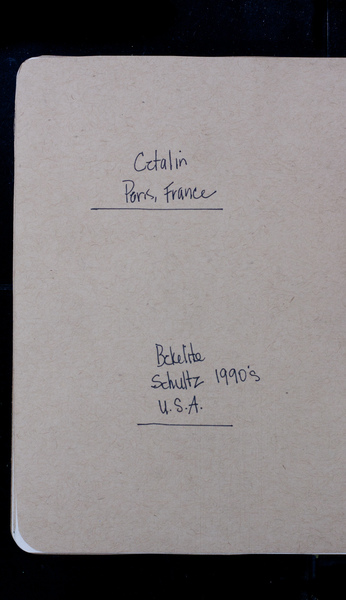 Catalin
Paris, France
Bakelite
Schultz 1990's
U.S.A.